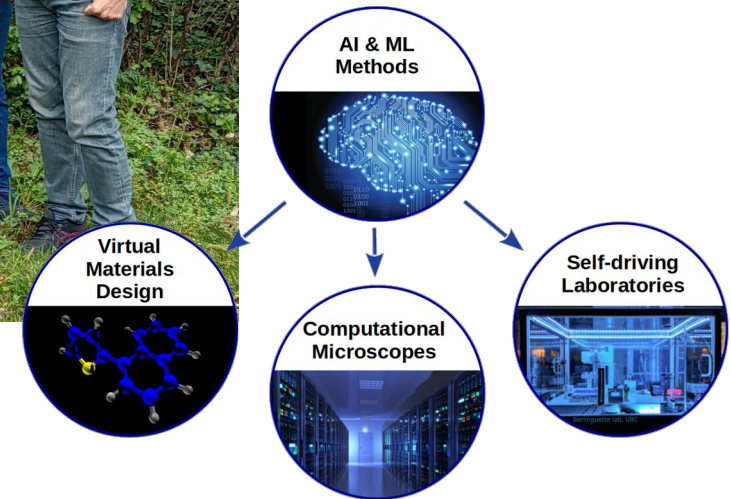 AI & ML
Methods
Virtual
Materials
Design
Computational
Microscopes
Self-driving
Laboratories
Berlinguette lab, UBC